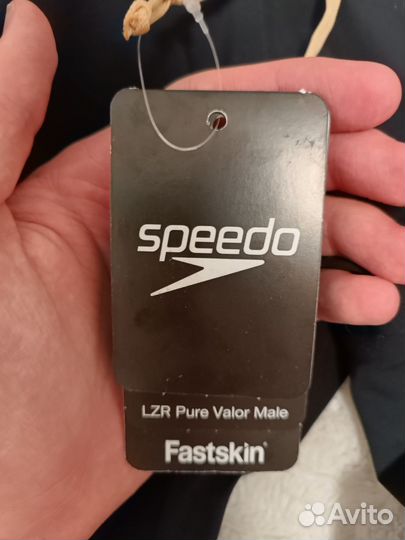 speedo
LZR Pure Valor Male
Fastskin
Avito